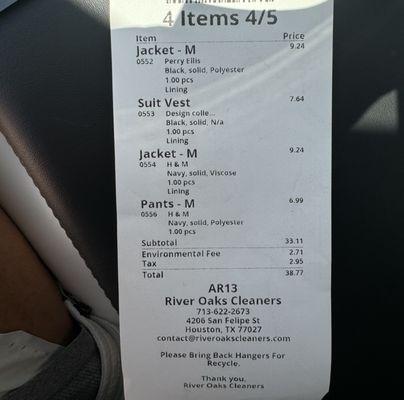 4 Items 4/5
Item Price
Jacket - M 9.24
0552 Perry Ellis
Black, solid, Polyester
1.00 pcs
Lining
Suit Vest 7.64
0553 Design colle...
Black, solid, N/a
1.00 pcs
Lining
Jacket - M 9.24
0554 H & M
Navy, solid, Viscose
1.00 pcs
Lining
Pants - M 6.99
0556 H & M
Navy, solid, Polyester
1.00 pcs
Subtotal 33.11
Environmental Fee 2.71
Tax 2.95
Total 38.77
AR13
River Oaks Cleaners
713-622-2673
4206 San Felipe St
Houston, TX 77027
contact@riveroakscleaners.com
Please Bring Back Hangers For
Recycle.
Thank you,
River Oaks Cleaners